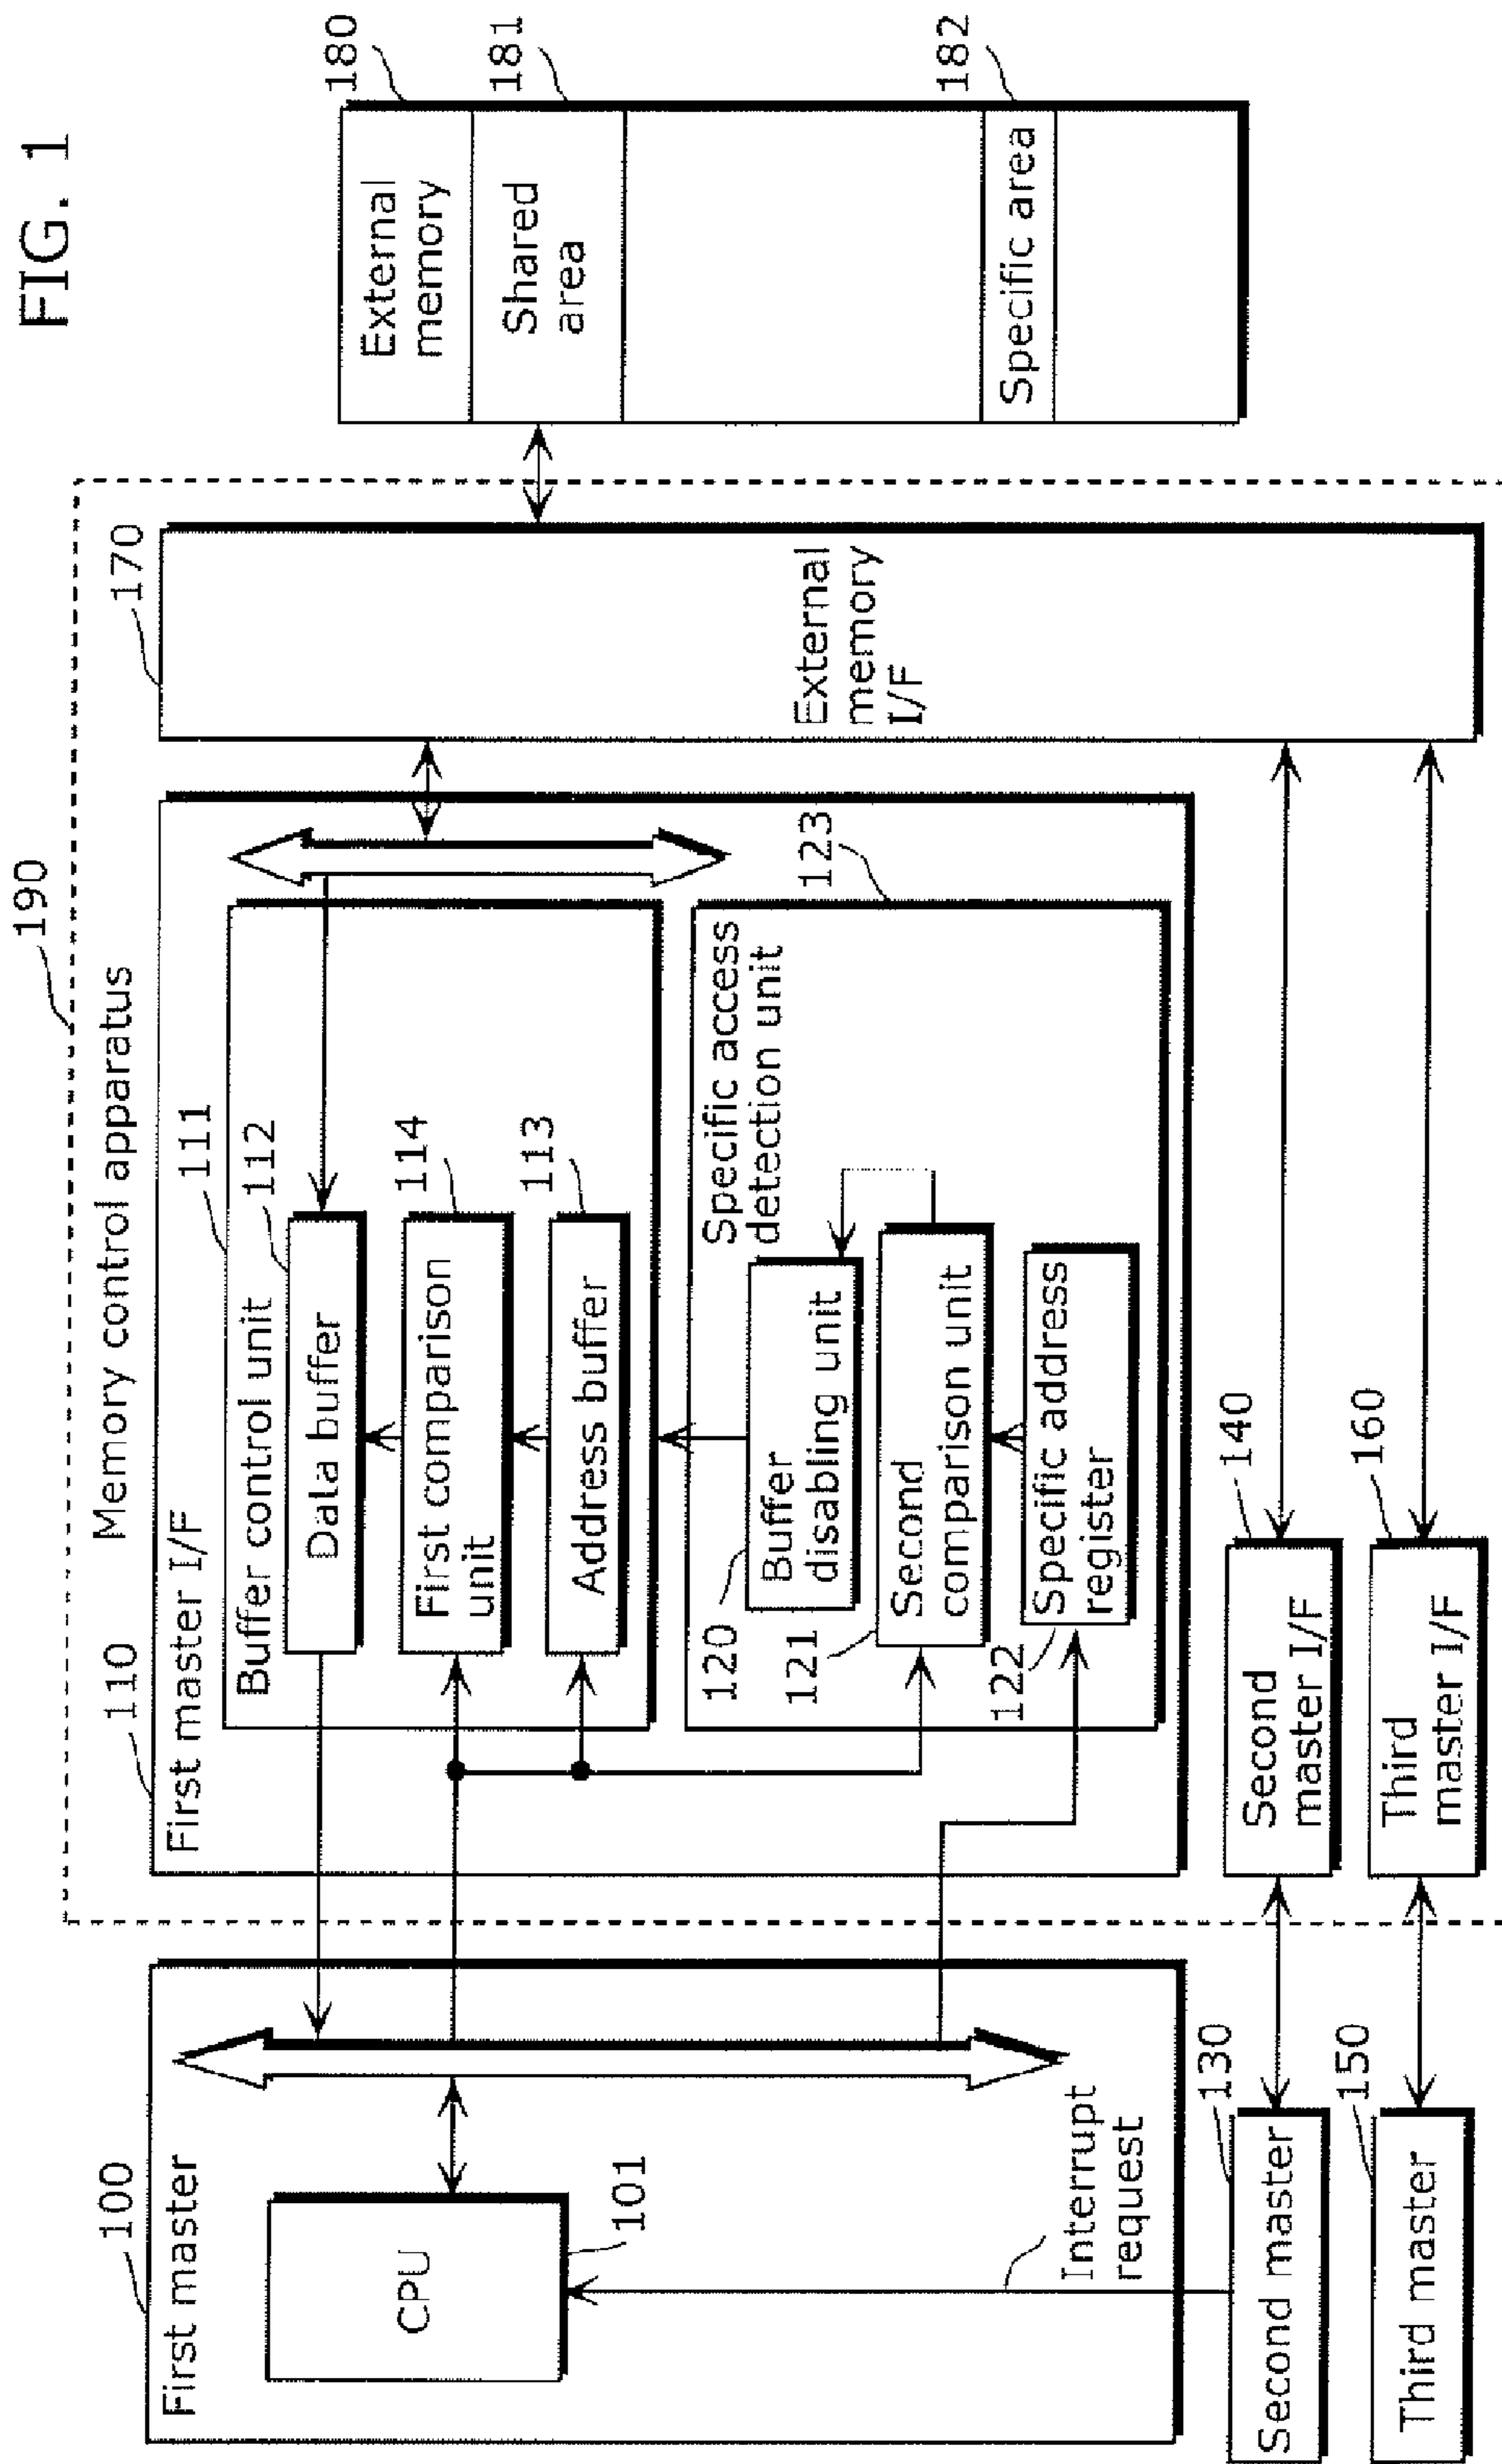 FIG. 1
190
Memory control apparatus
100
First master
CPU
101
Interrupt
request
110
First master I/F
111
Buffer control unit
112
Data buffer
114
First comparison
unit
113
Address buffer
123
Specific access
detection unit
120
Buffer
disabling unit
121
Second
comparison unit
122
Specific address
register
170
External
memory
I/F
180
External
memory
181
Shared
area
182
Specific area
130
Second master
140
Second
master I/F
150
Third master
160
Third
master I/F